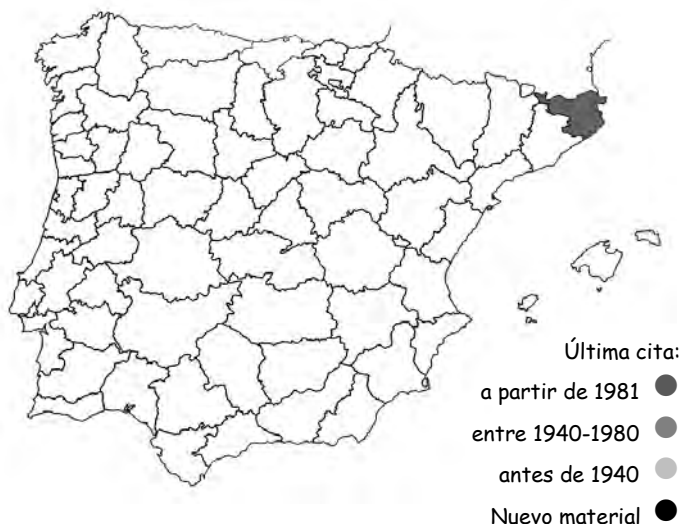 Última cita:
a partir de 1981
entre 1940-1980
antes de 1940
Nuevo material